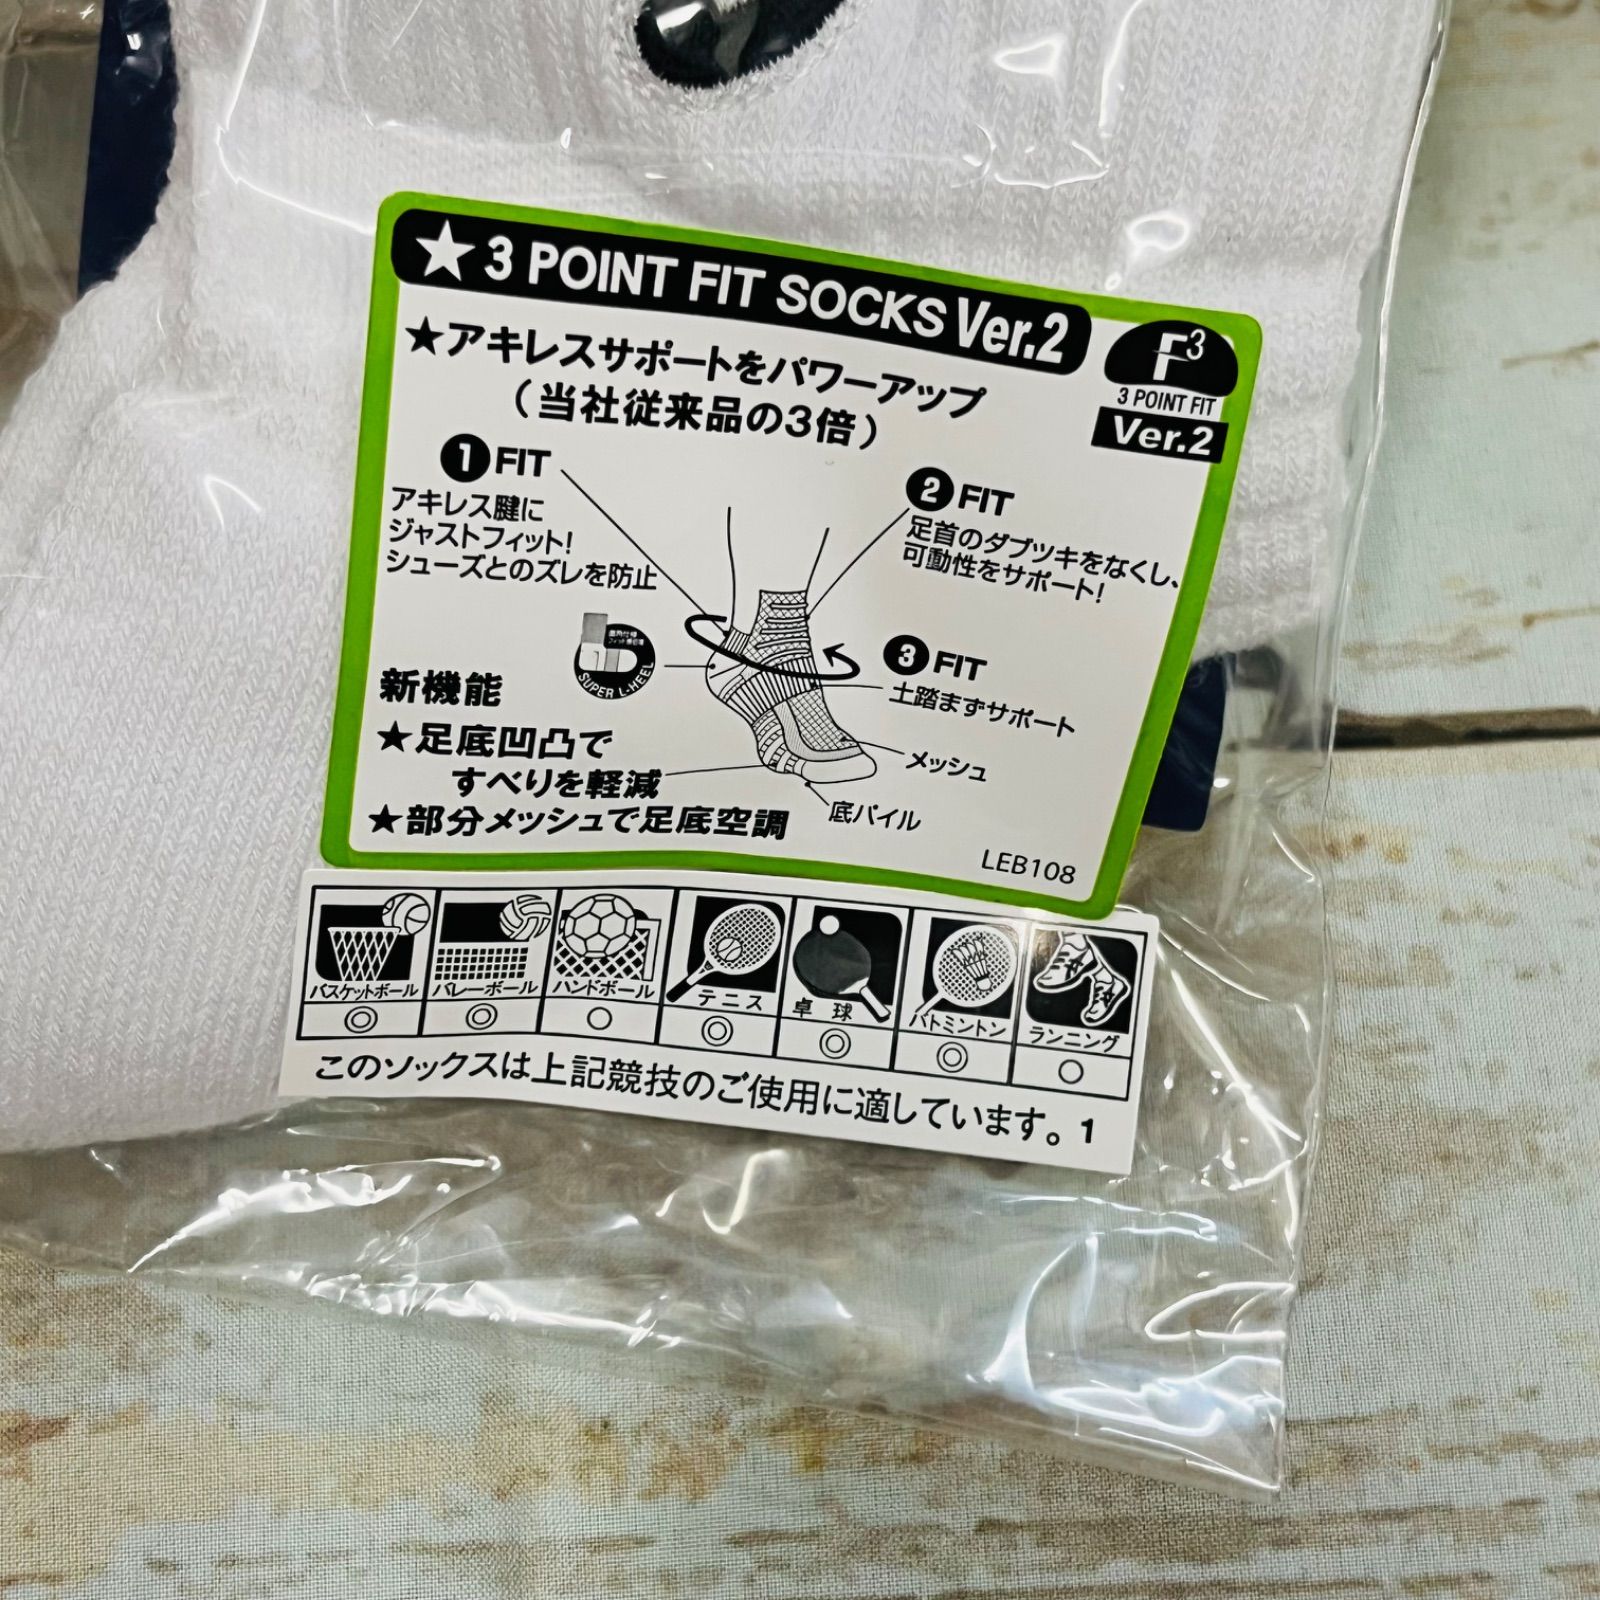 ★3 POINT FIT SOCKS Ver.2
F3
3 POINT FIT
Ver.2
★アキレスサポートをパワーアップ
（当社従来品の3倍）
1 FIT
アキレス腱に
ジャストフィット!
シューズとのズレを防止
2 FIT
足首のダブツキをなくし、
可動性をサポート!
SUPER L-HEEL
3 FIT
土踏まずサポート
メッシュ
底パイル
新機能
★足底凹凸で
すべりを軽減
★部分メッシュで足底空調
LEB108
バスケットボール バレーボール ハンドボール テニス 卓球 バトミントン ランニング
◎ ◎ ○ ◎ ◎ ◎ ○
このソックスは上記競技のご使用に適しています。1